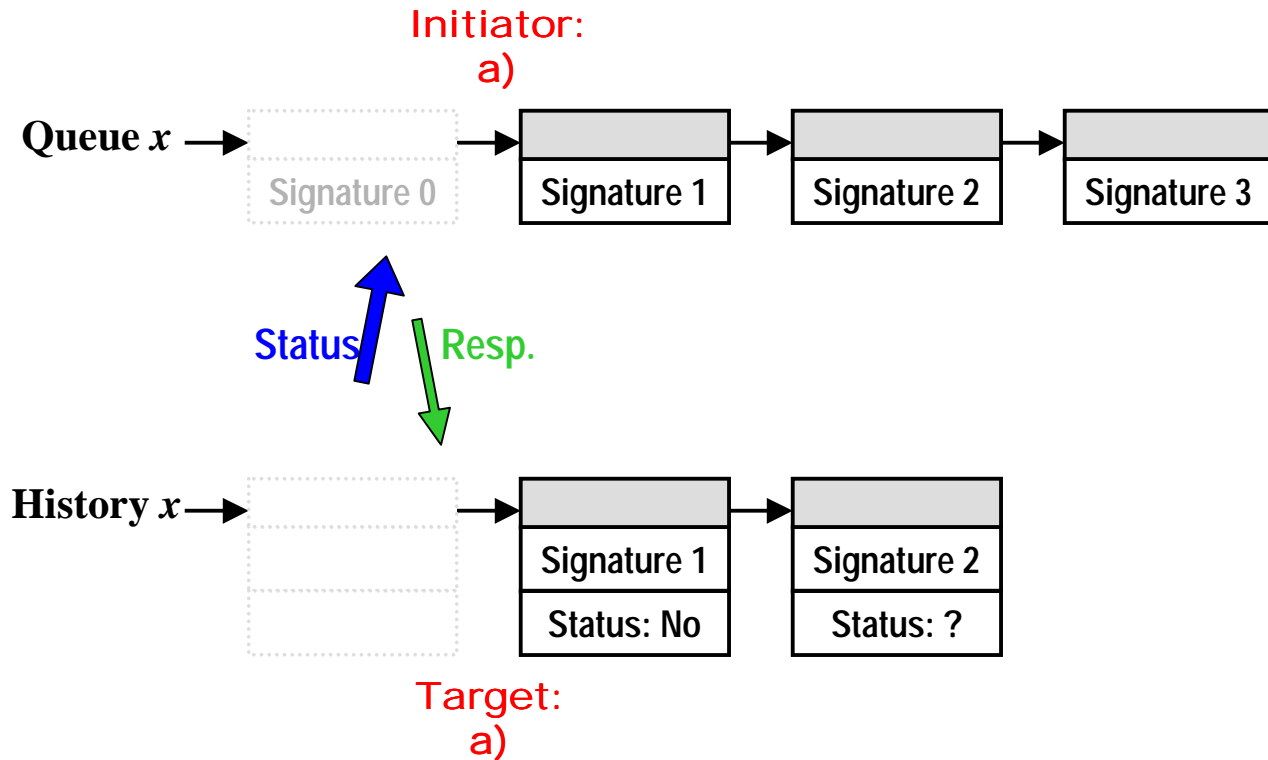 Initiator:
a)
Queue x
Signature 0
Signature 1
Signature 2
Signature 3
Status
Resp.
History x
Signature 1
Signature 2
Status: No
Status: ?
Target:
a)